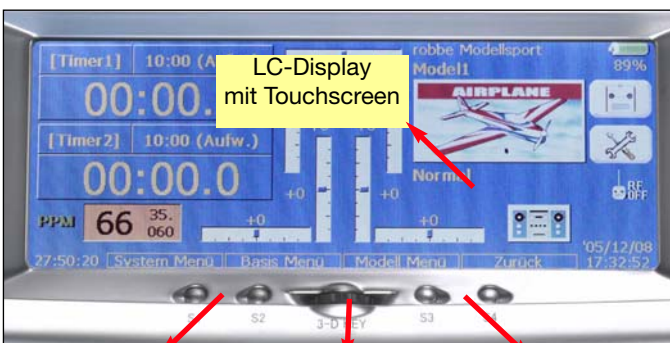 robbe Modellsport
[Timer1] 10:00 (A
LC-Display
mit Touchscreen
Model1
89%
00:00.
AIRPLANE
[Timer2] 10:00 (Aufw.)
00:00.0
+0
+0
Normal
R.F.
OFF
PPM 66 35.
060
+0
+0
'05/12/08
27:50:20 System Menü Basis Menü Modell Menü Zurück 17:32:52
S2 3-D KEY S3